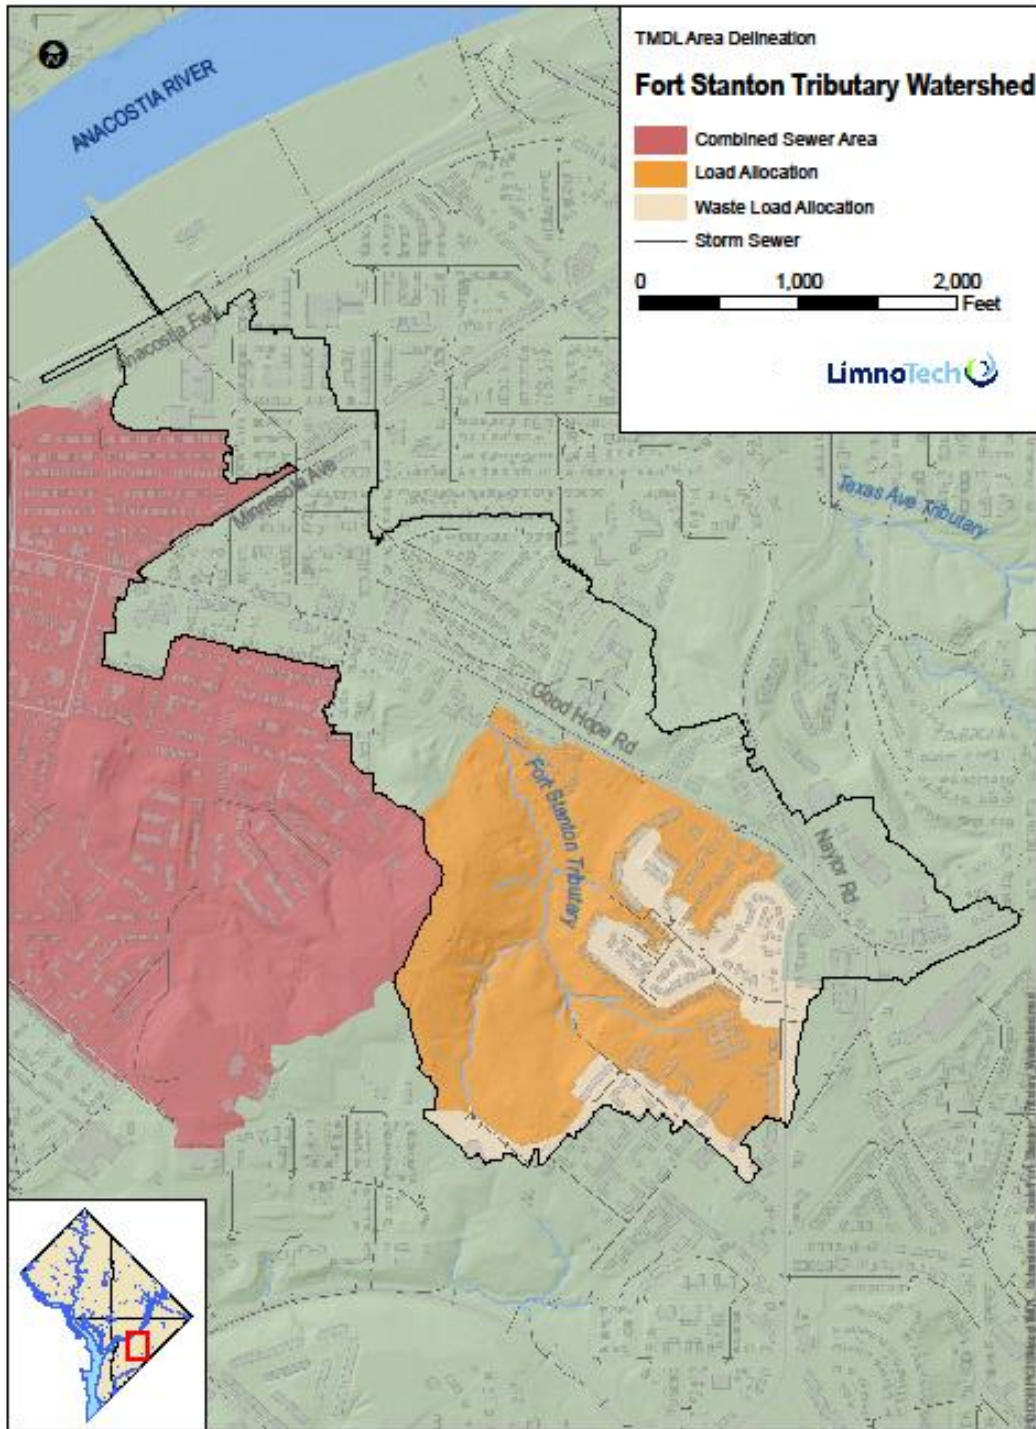 TMDL Area Delineation
Fort Stanton Tributary Watershed
Combined Sewer Area
Load Allocation
Waste Load Allocation
Storm Sewer
0 1,000 2,000
Feet
LimnoTech
N
ANACOSTIA RIVER
Anacostia Fwy
Minnesota Ave
Texas Ave Tributary
Good Hope Rd
Fort Stanton Tributary
Naylor Rd